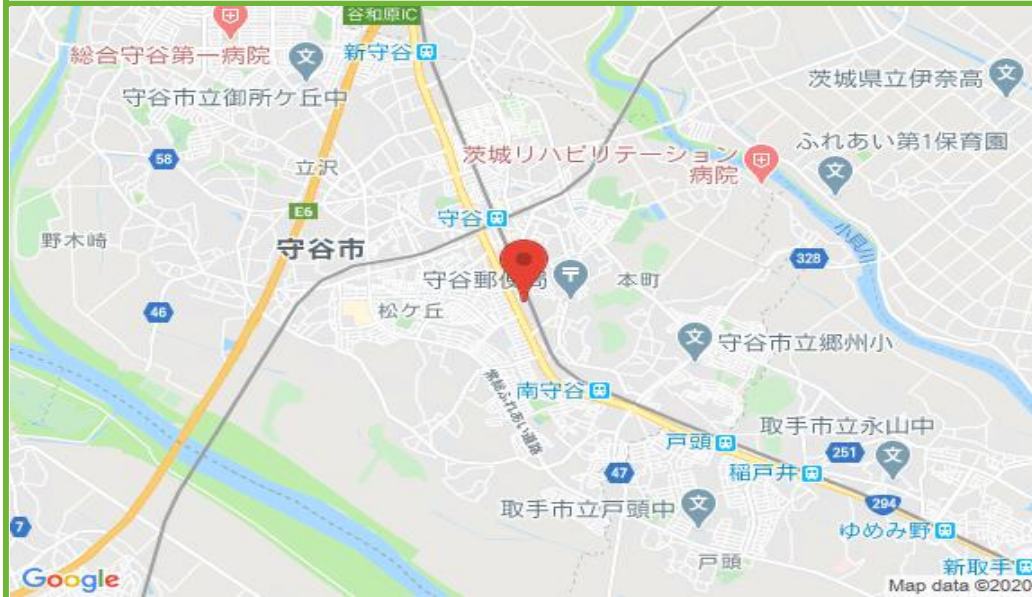 谷和原IC
総合守谷第一病院
新守谷
守谷市立御所ケ丘中
茨城県立伊奈高
ふれあい第1保育園
58
立沢
茨城リハビリテーション
病院
E6
守谷
小貝川
野木崎
守谷市
328
守谷郵便局
本町
46
松ケ丘
守谷市立郷州小
常総ふれあい道路
南守谷
戸頭
取手市立永山中
251
稲戸井
47
取手市立戸頭中
294
7
ゆめみ野
戸頭
新取手
Google
Map data ©2020